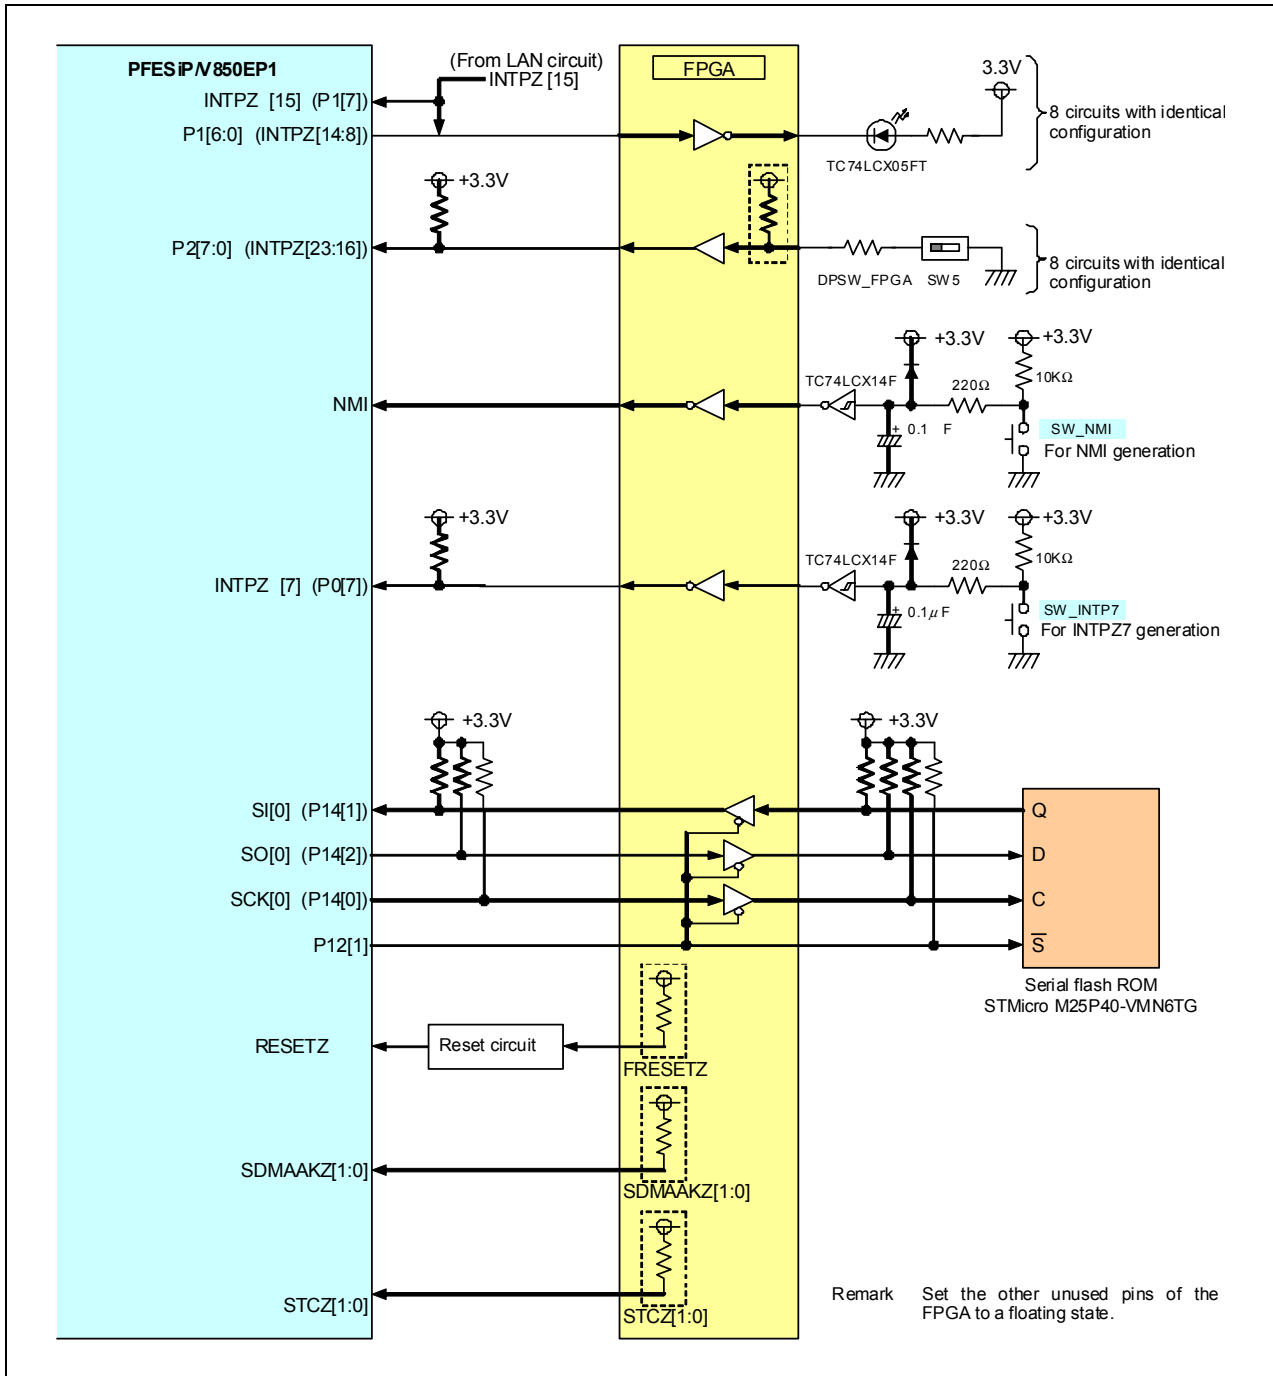 PFESiP/V850EP1
(From LAN circuit)
INTPZ [15]
FPGA
3.3V
INTPZ [15] (P1[7])
P1[6:0] (INTPZ[14:8])
8 circuits with identical
configuration
TC74LCX05FT
+3.3V
P2[7:0] (INTPZ[23:16])
DPSW_FPGA SW5
8 circuits with identical
configuration
+3.3V
+3.3V
TC74LCX14F
220Ω
10KΩ
NMI
+ 0.1 F
SW_NMI
For NMI generation
+3.3V
+3.3V
+3.3V
TC74LCX14F
220Ω
10KΩ
INTPZ [7] (P0[7])
+ 0.1μF
SW_INTP7
For INTPZ7 generation
+3.3V
+3.3V
SI[0] (P14[1])
Q
SO[0] (P14[2])
D
SCK[0] (P14[0])
C
P12[1]
S̅
Serial flash ROM
STMicro M25P40-VMN6TG
RESETZ
Reset circuit
FRESETZ
SDMAAKZ[1:0]
SDMAAKZ[1:0]
STCZ[1:0]
STCZ[1:0]
Remark Set the other unused pins of the
FPGA to a floating state.